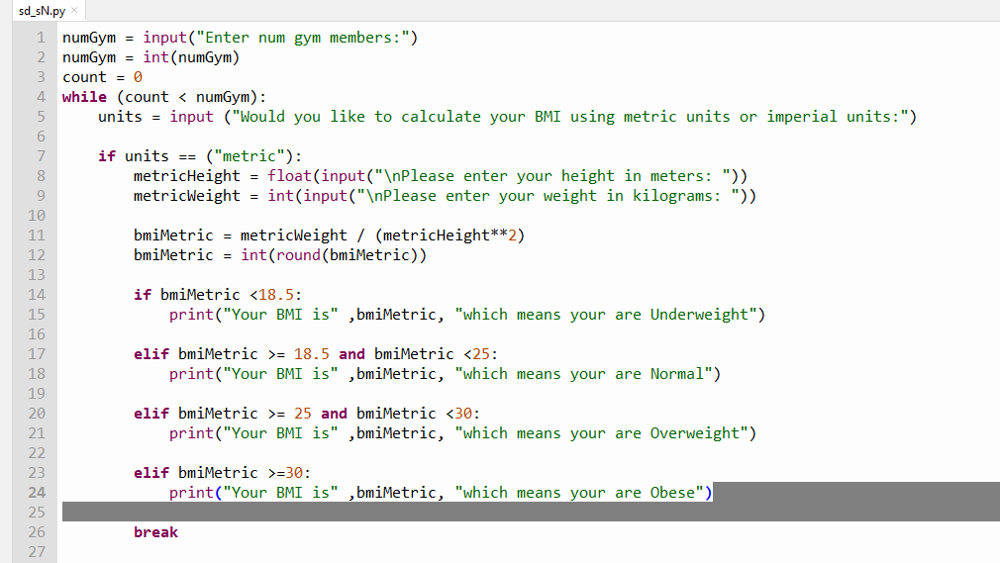 sd_sN.py ×
1 numGym = input("Enter num gym members:")
2 numGym = int(numGym)
3 count = 0
4 while (count < numGym):
5     units = input ("Would you like to calculate your BMI using metric units or imperial units:")
6
7     if units == ("metric"):
8         metricHeight = float(input("\nPlease enter your height in meters: "))
9         metricWeight = int(input("\nPlease enter your weight in kilograms: "))
10
11         bmiMetric = metricWeight / (metricHeight**2)
12         bmiMetric = int(round(bmiMetric))
13
14         if bmiMetric <18.5:
15             print("Your BMI is" ,bmiMetric, "which means your are Underweight")
16
17         elif bmiMetric >= 18.5 and bmiMetric <25:
18             print("Your BMI is" ,bmiMetric, "which means your are Normal")
19
20         elif bmiMetric >= 25 and bmiMetric <30:
21             print("Your BMI is" ,bmiMetric, "which means your are Overweight")
22
23         elif bmiMetric >=30:
24             print("Your BMI is" ,bmiMetric, "which means your are Obese")
25
26         break
27